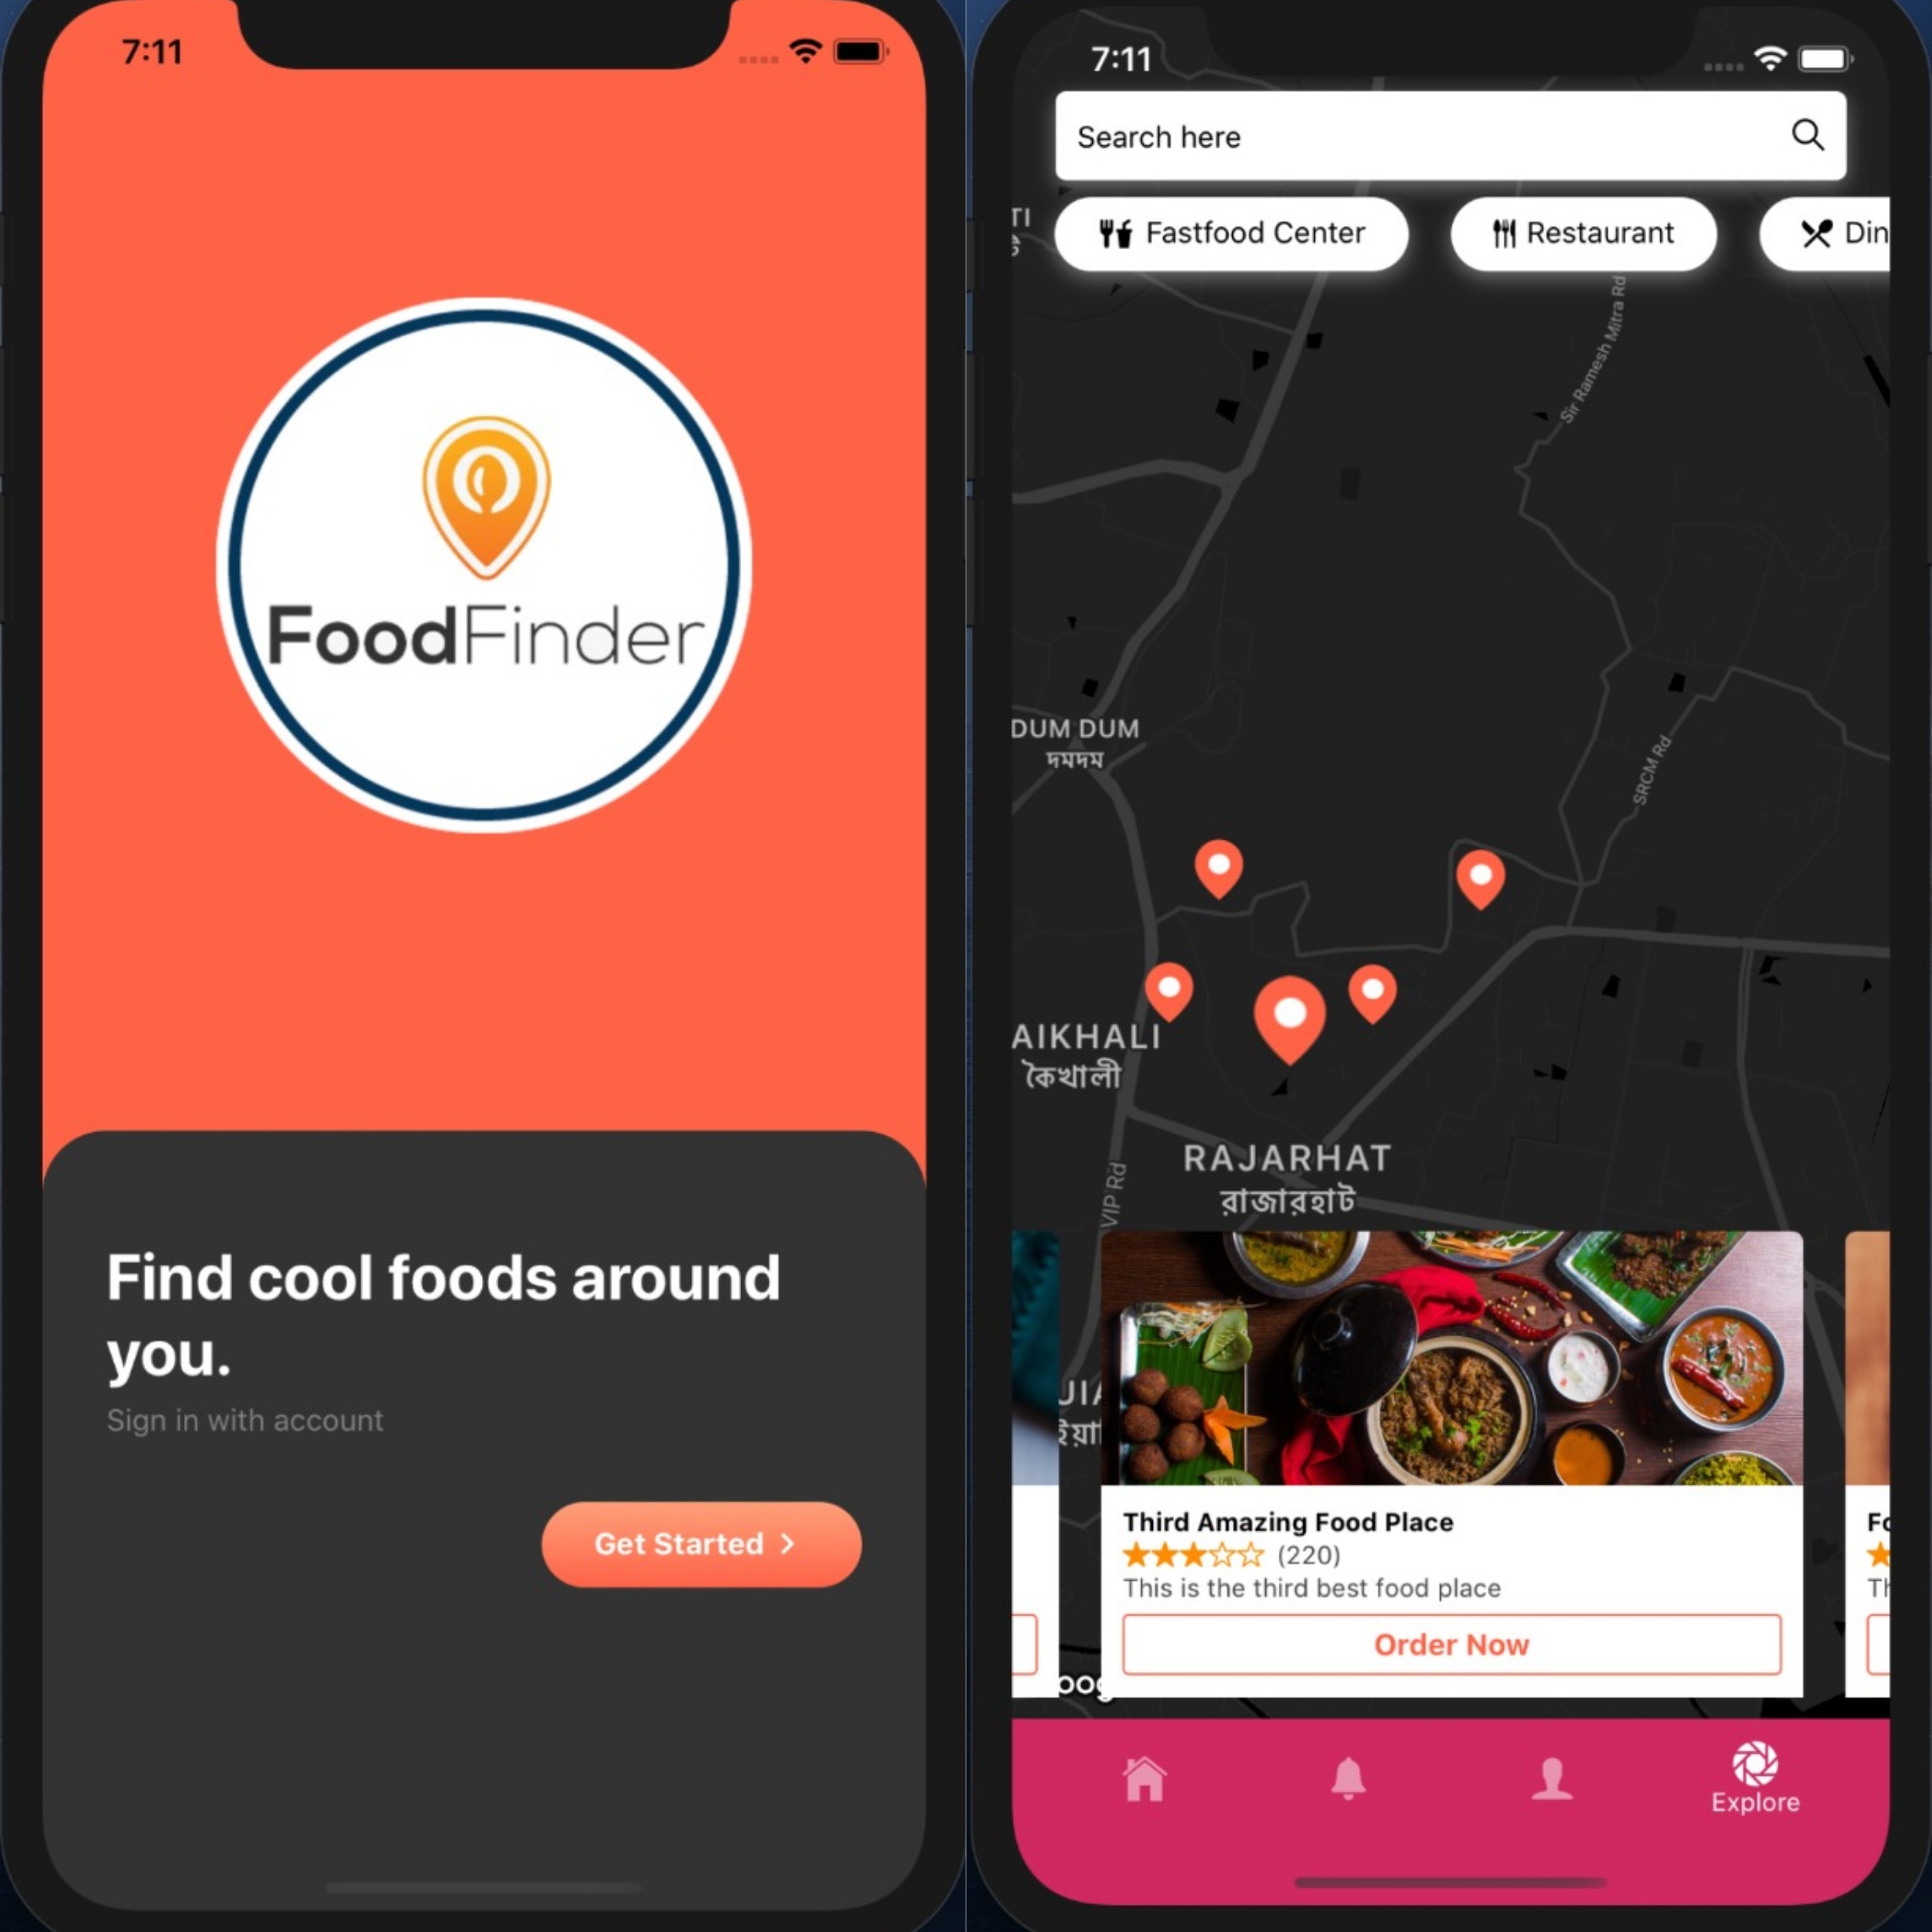 7:11
FoodFinder
Find cool foods around
you.
Sign in with account
Get Started
7:11
Search here
Fastfood Center
Restaurant
Din
TI
Sir Ramesh Mitra Rd
DUM DUM
দমদম
SRCM Rd
AIKHALI
কৈখালী
RAJARHAT
রাজারহাট
VIP Rd
Third Amazing Food Place
(220)
This is the third best food place
Order Now
Explore